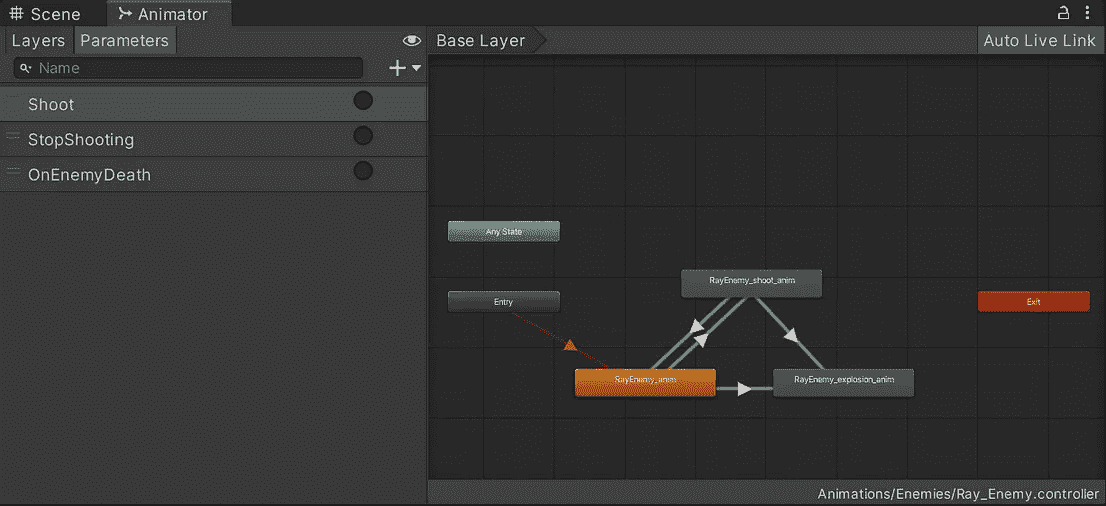 Scene
Animator
Layers
Parameters
Base Layer
Auto Live Link
Name
Shoot
StopShooting
OnEnemyDeath
Any State
RayEnemy_shoot_anim
Entry
Exit
RayEnemy_anim
RayEnemy_explosion_anim
Animations/Enemies/Ray_Enemy.controller